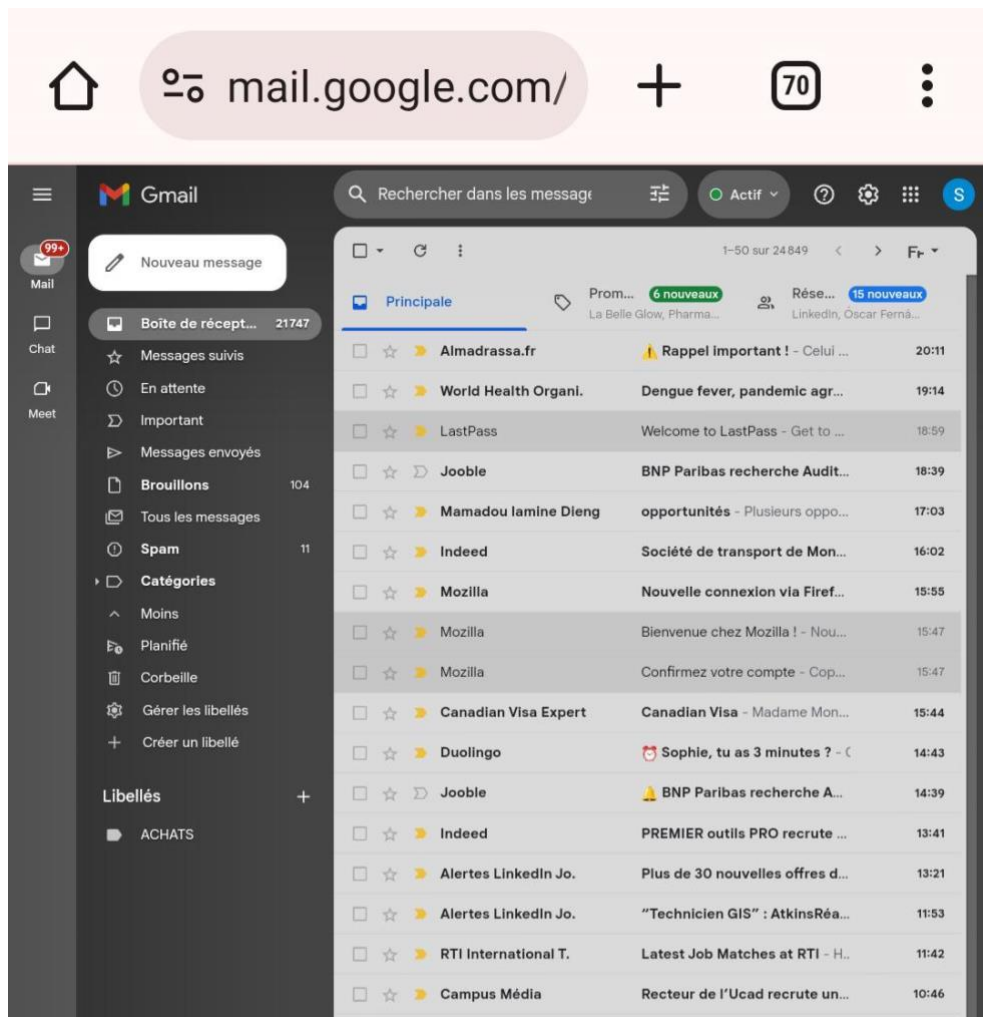 mail.google.com/
70
Gmail
Rechercher dans les message
Actif
S
99+
Mail
Chat
Meet
Nouveau message
Boîte de récept... 21747
Messages suivis
En attente
Important
Messages envoyés
Brouillons 104
Tous les messages
Spam 11
Catégories
Moins
Planifié
Corbeille
Gérer les libellés
Créer un libellé
Libellés
ACHATS
1–50 sur 24 849
Principale
Prom... 6 nouveaux
La Belle Glow, Pharma...
Rése... 15 nouveaux
LinkedIn, Óscar Ferná...
Almadrassa.fr ⚠️ Rappel important ! - Celui ... 20:11
World Health Organi. Dengue fever, pandemic agr... 19:14
LastPass Welcome to LastPass - Get to ... 18:59
Jooble BNP Paribas recherche Audit... 18:39
Mamadou lamine Dieng opportunités - Plusieurs oppo... 17:03
Indeed Société de transport de Mon... 16:02
Mozilla Nouvelle connexion via Firef... 15:55
Mozilla Bienvenue chez Mozilla ! - Nou... 15:47
Mozilla Confirmez votre compte - Cop... 15:47
Canadian Visa Expert Canadian Visa - Madame Mon... 15:44
Duolingo ⏰ Sophie, tu as 3 minutes ? - 14:43
Jooble 🔔 BNP Paribas recherche A... 14:39
Indeed PREMIER outils PRO recrute ... 13:41
Alertes LinkedIn Jo. Plus de 30 nouvelles offres d... 13:21
Alertes LinkedIn Jo. “Technicien GIS” : AtkinsRéa... 11:53
RTI International T. Latest Job Matches at RTI - H.. 11:42
Campus Média Recteur de l’Ucad recrute un... 10:46